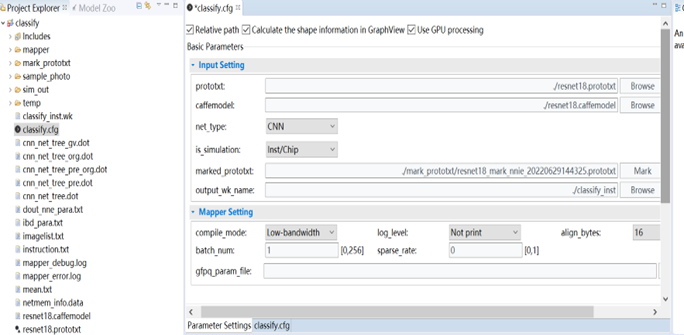 Project Explorer
Model Zoo
classify
Includes
mapper
mark_prototxt
sample_photo
sim_out
temp
classify_inst.wk
classify.cfg
cnn_net_tree_gv.dot
cnn_net_tree_org.dot
cnn_net_tree_pre_org.dot
cnn_net_tree_pre.dot
cnn_net_tree.dot
dout_nne_para.txt
ibd_para.txt
imagelist.txt
instruction.txt
mapper_debug.log
mapper_error.log
mean.txt
netmem_info.data
resnet18.caffemodel
resnet18.prototxt
*classify.cfg
Relative path Calculate the shape information in GraphView Use GPU processing
Basic Parameters
Input Setting
prototxt: ./resnet18.prototxt Browse
caffemodel: ./resnet18.caffemodel Browse
net_type: CNN
is_simulation: Inst/Chip
marked_prototxt: ./mark_prototxt/resnet18_mark_nnie_20220629144325.prototxt Mark
output_wk_name: ./classify_inst Browse
Mapper Setting
compile_mode: Low-bandwidth log_level: Not print align_bytes: 16
batch_num: 1 [0,256] sparse_rate: 0 [0,1]
gfpq_param_file:
Parameter Settings classify.cfg
An
ava